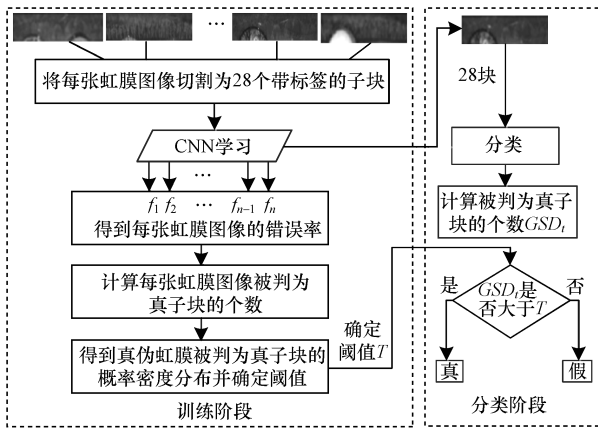 …
将每张虹膜图像切割为28个带标签的子块
CNN学习
…
f1 f2 … fn−1 fn
得到每张虹膜图像的错误率
计算每张虹膜图像被判为
真子块的个数
得到真伪虹膜被判为真子块的
概率密度分布并确定阈值
训练阶段
确定
阈值T
28块
分类
计算被判为真子
块的个数GSDt
GSDt是
否大于T
是
否
真
假
分类阶段